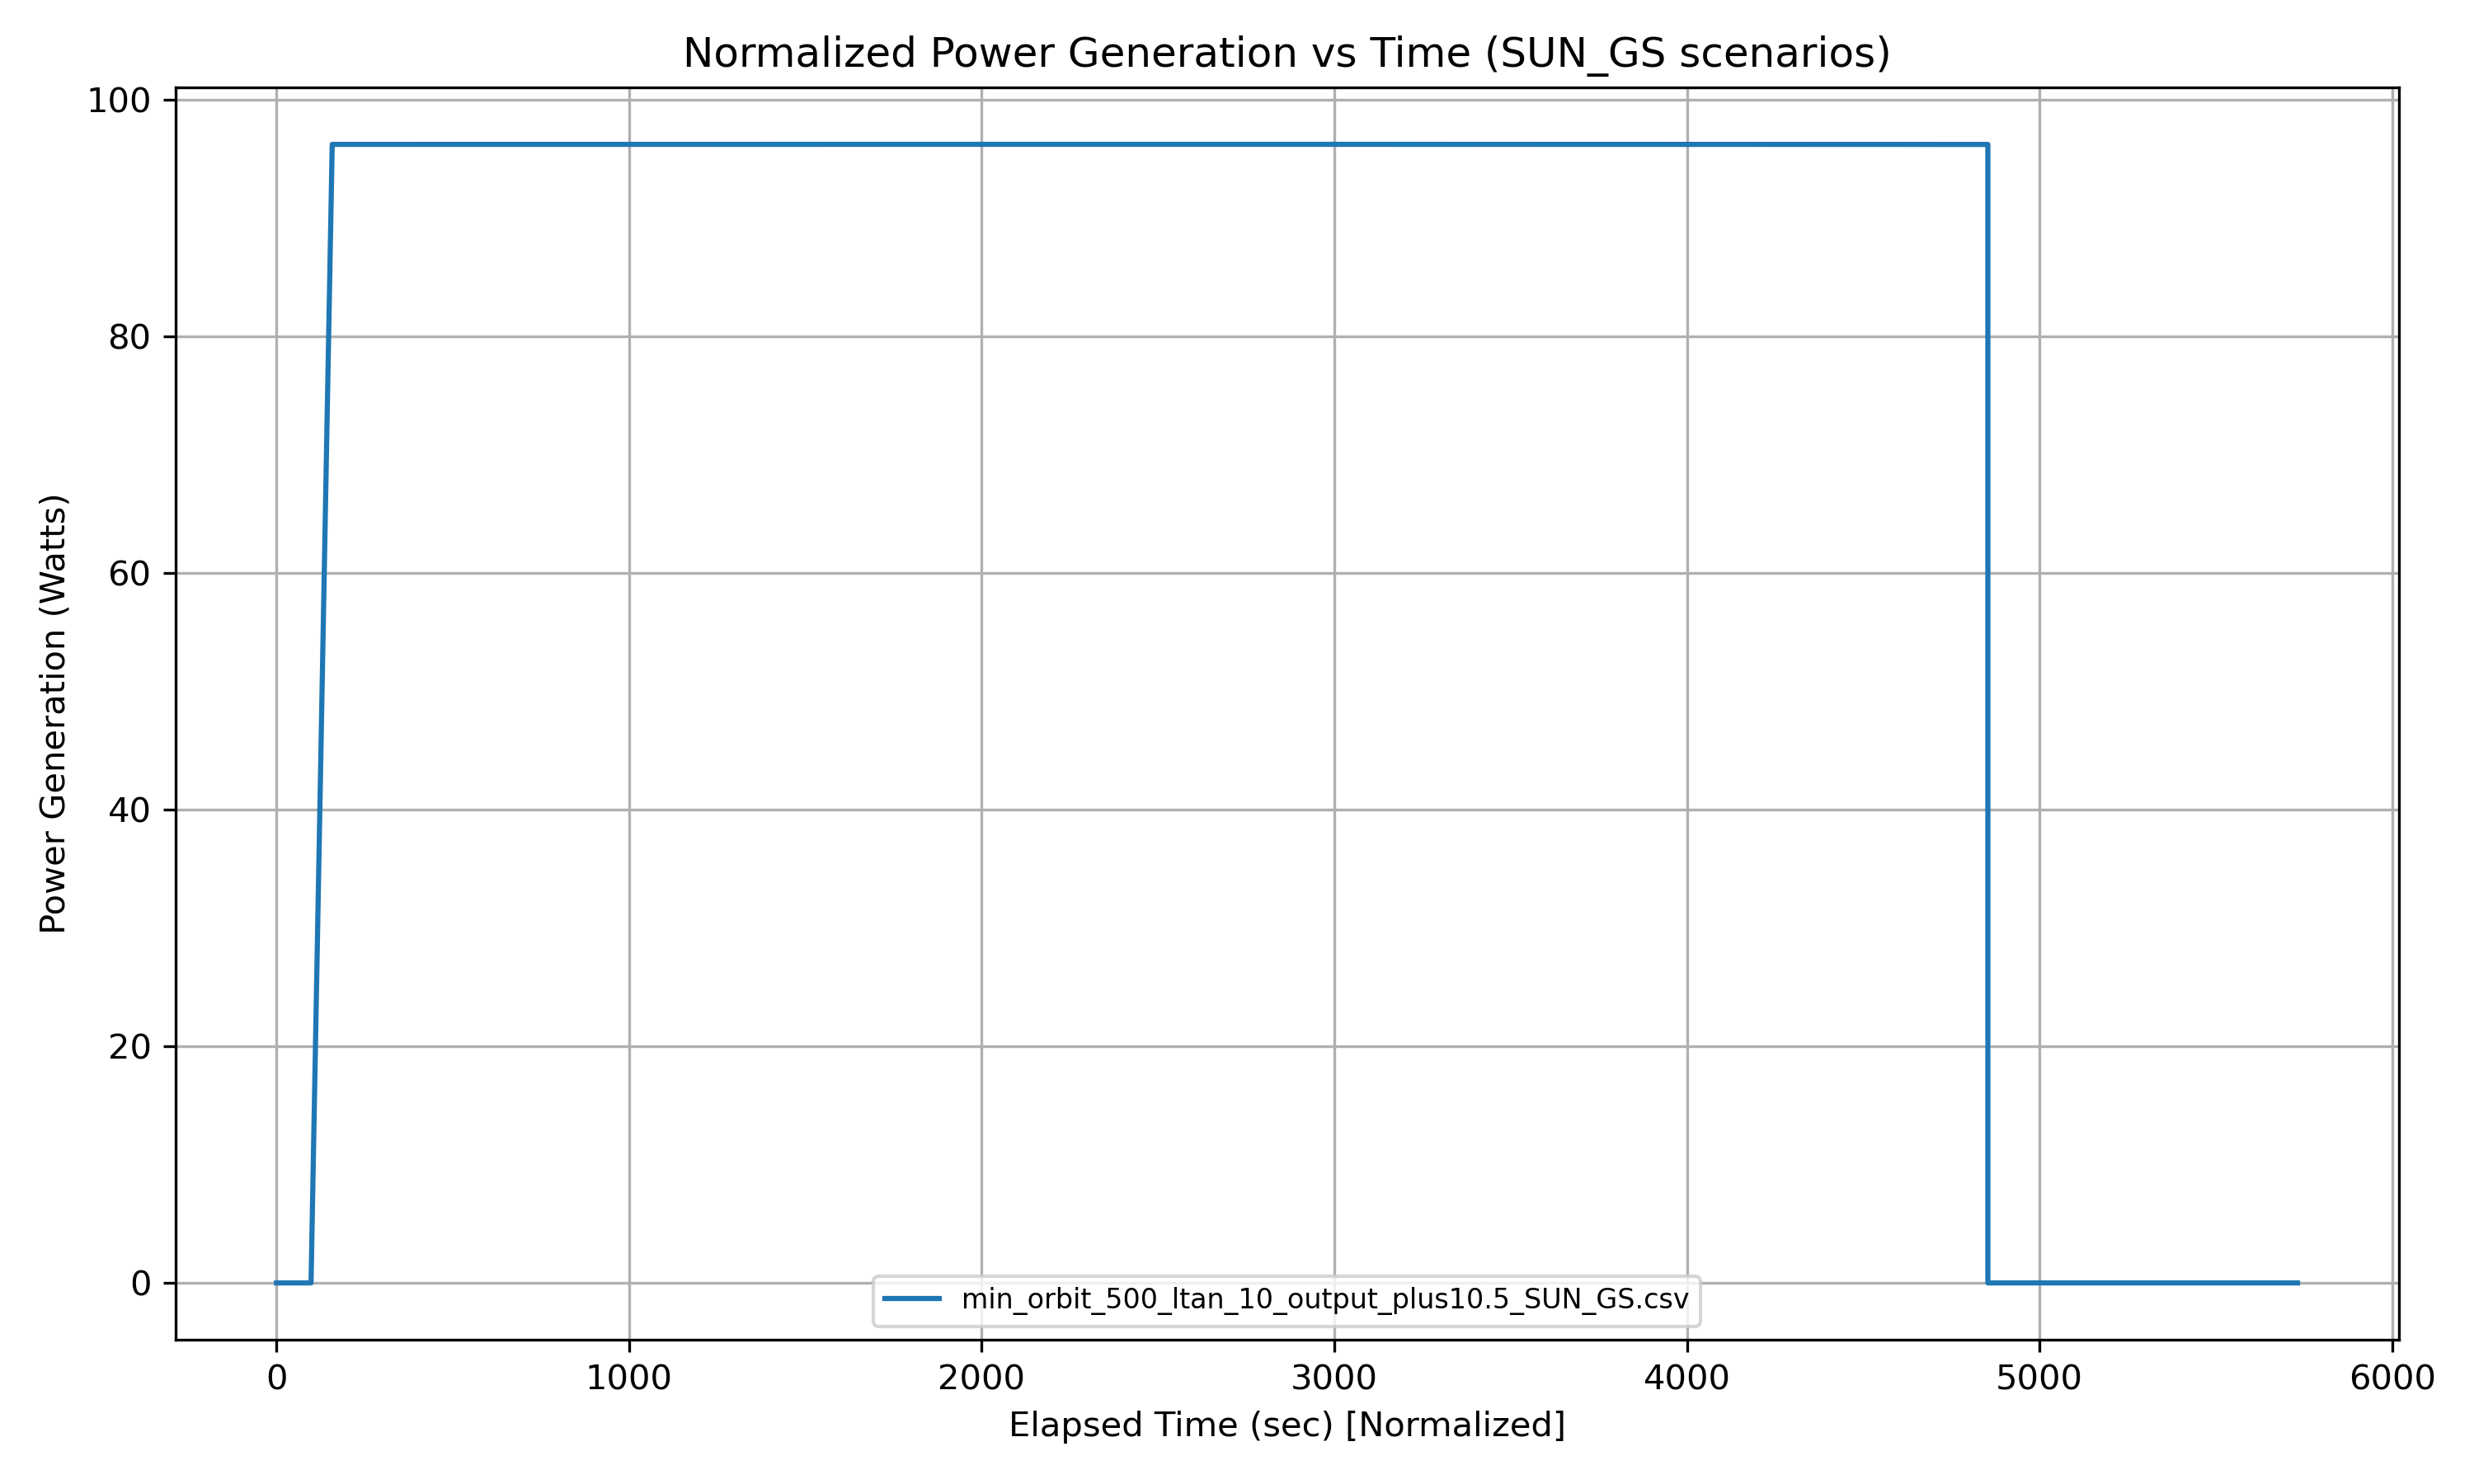 Normalized Power Generation vs Time (SUN_GS scenarios)
100
80
60
40
20
0
Power Generation (Watts)
min_orbit_500_ltan_10_output_plus10.5_SUN_GS.csv
0 1000 2000 3000 4000 5000 6000
Elapsed Time (sec) [Normalized]